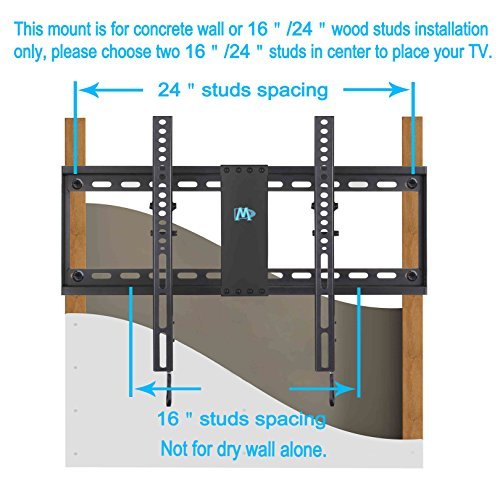 This mount is for concrete wall or 16 " /24 " wood studs installation
only, please choose two 16 " /24 " studs in center to place your TV.
24 " studs spacing
M
16 " studs spacing
Not for dry wall alone.